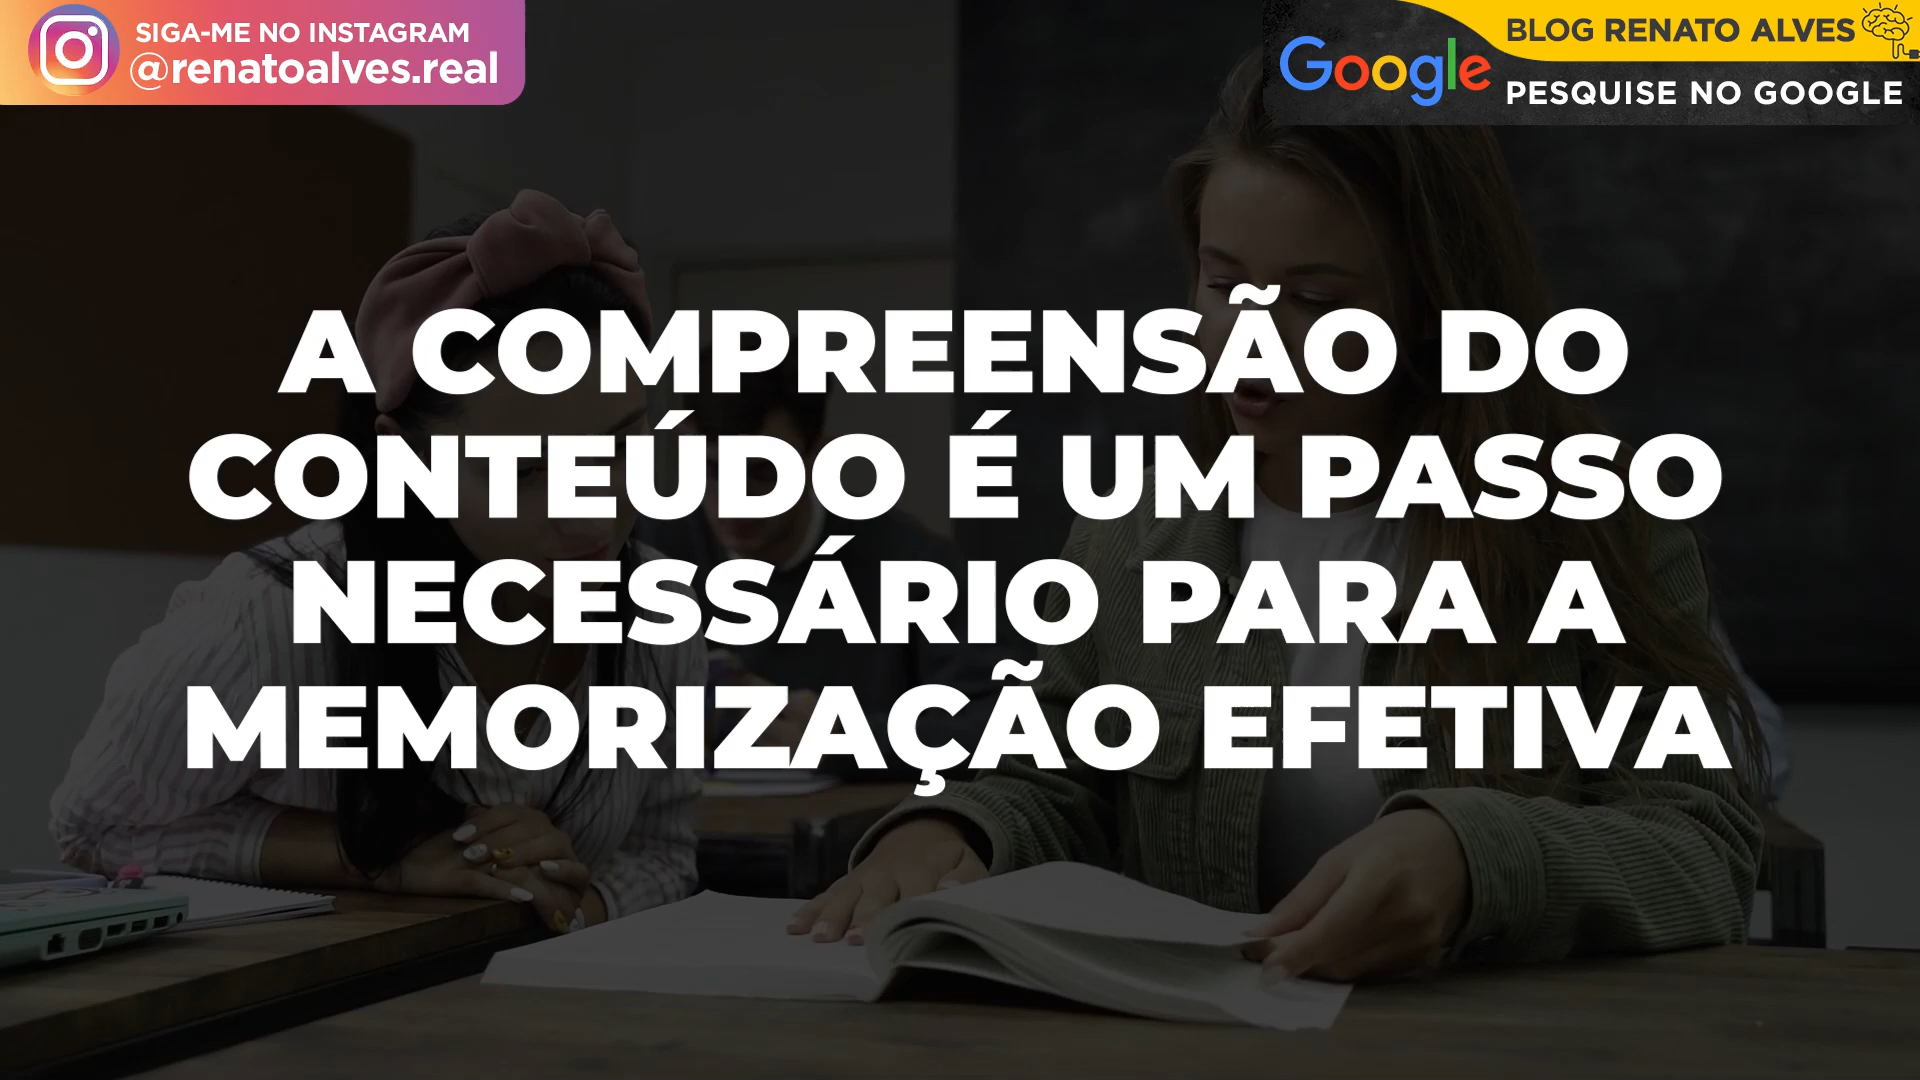 SIGA-ME NO INSTAGRAM
@renatoalves.real
Google
BLOG RENATO ALVES
PESQUISE NO GOOGLE
A COMPREENSÃO DO
CONTEÚDO É UM PASSO
NECESSÁRIO PARA A
MEMORIZAÇÃO EFETIVA